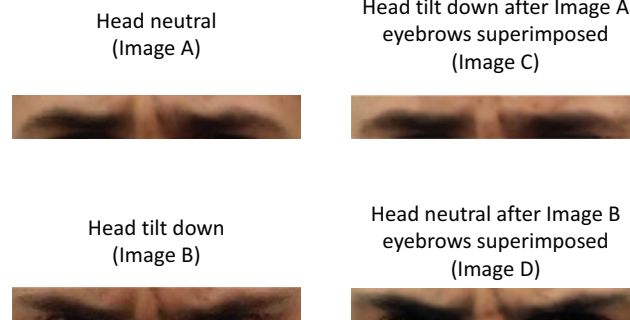 Head neutral
(Image A)
Head tilt down after Image A
eyebrows superimposed
(Image C)
Head tilt down
(Image B)
Head neutral after Image B
eyebrows superimposed
(Image D)